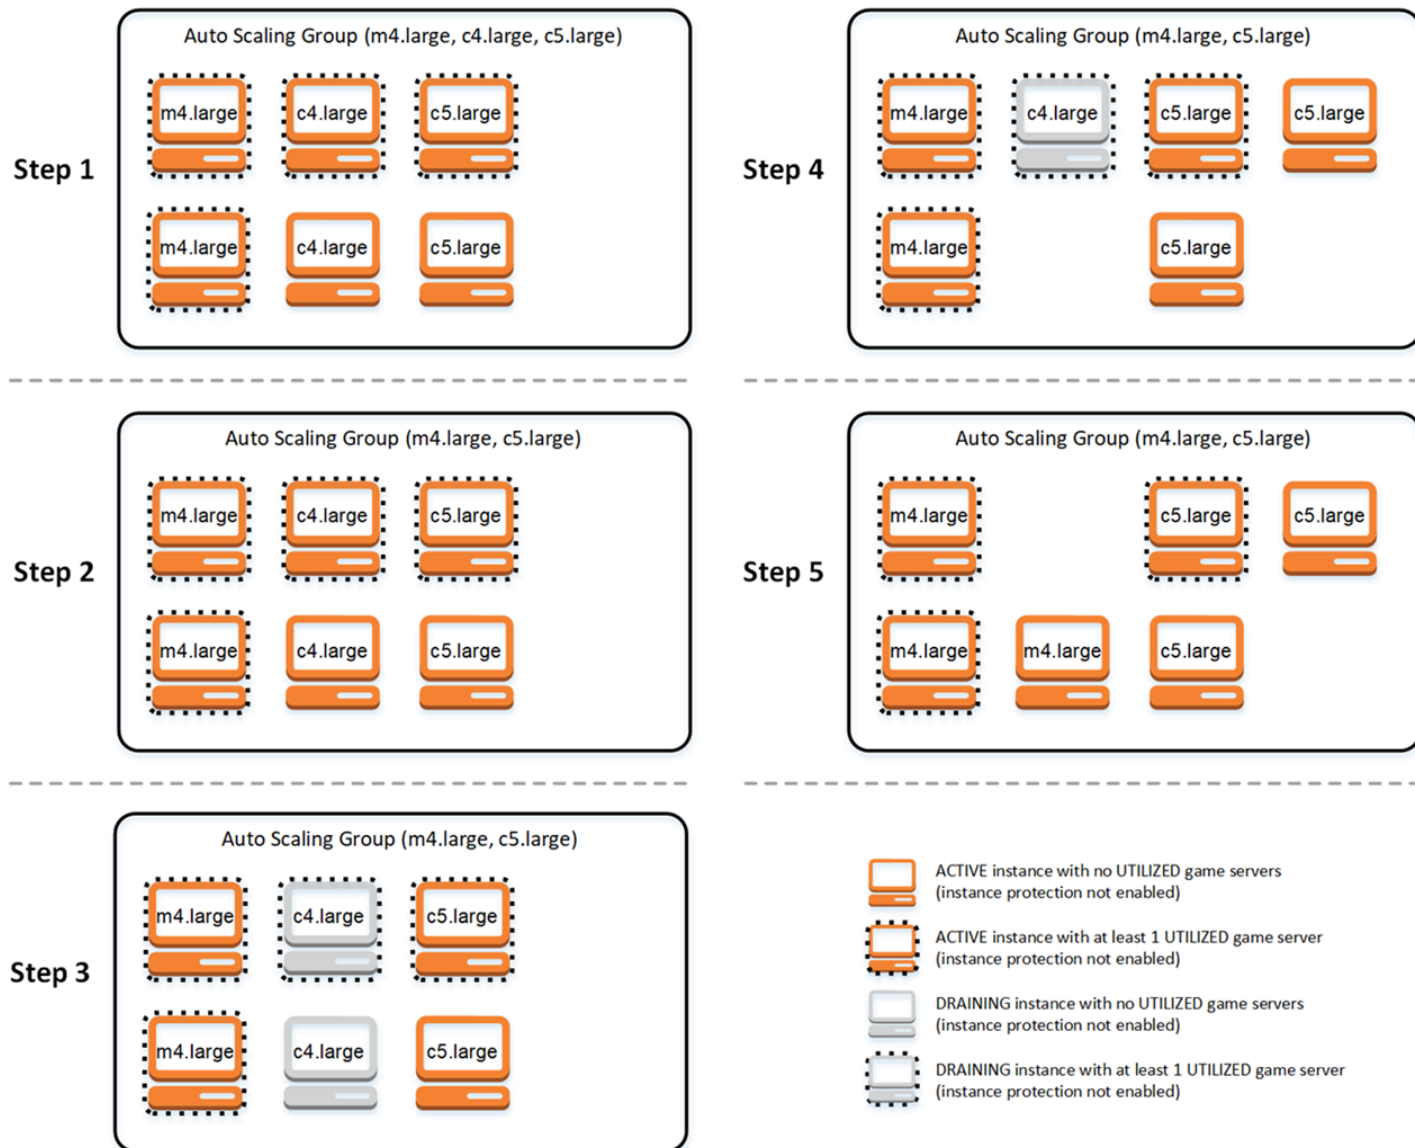 Step 1
Auto Scaling Group (m4.large, c4.large, c5.large)
m4.large c4.large c5.large
m4.large c4.large c5.large
Step 2
Auto Scaling Group (m4.large, c5.large)
m4.large c4.large c5.large
m4.large c4.large c5.large
Step 3
Auto Scaling Group (m4.large, c5.large)
m4.large c4.large c5.large
m4.large c4.large c5.large
Step 4
Auto Scaling Group (m4.large, c5.large)
m4.large c4.large c5.large c5.large
m4.large c5.large
Step 5
Auto Scaling Group (m4.large, c5.large)
m4.large c5.large c5.large
m4.large m4.large c5.large
ACTIVE instance with no UTILIZED game servers
(instance protection not enabled)
ACTIVE instance with at least 1 UTILIZED game server
(instance protection not enabled)
DRAINING instance with no UTILIZED game servers
(instance protection not enabled)
DRAINING instance with at least 1 UTILIZED game server
(instance protection not enabled)